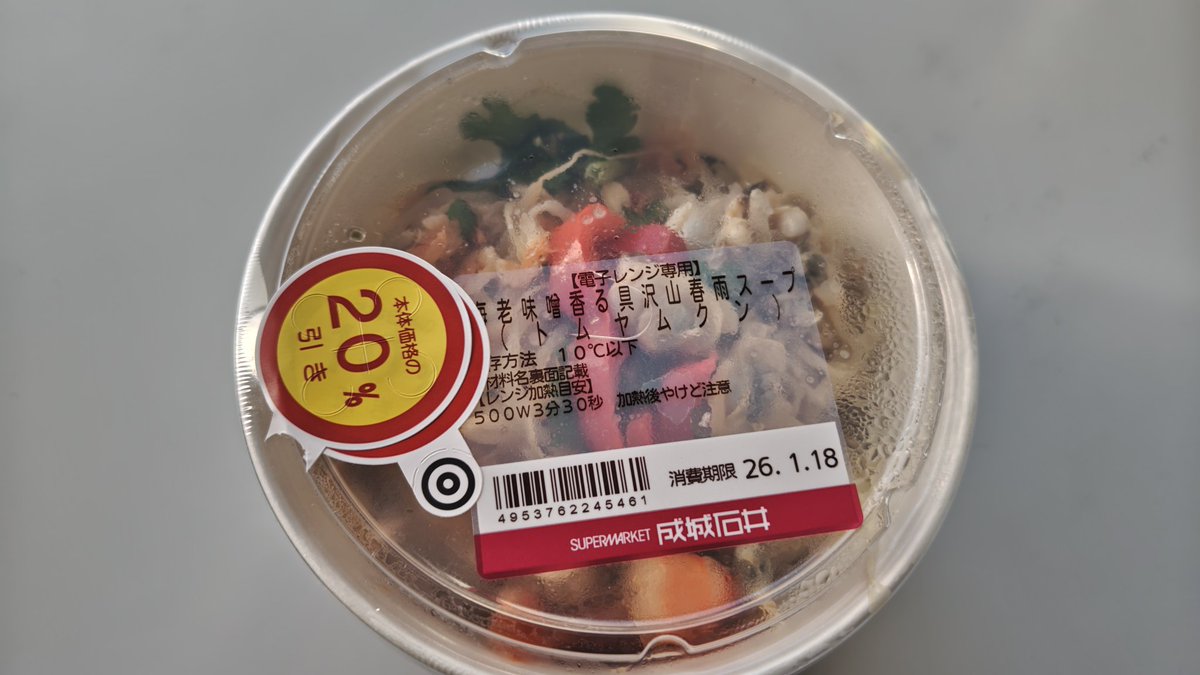 【電子レンジ専用】
海老味噌香る具沢山春雨スープ
(トムヤムクン)
存方法 10℃以下
材料名裏面記載
【レンジ加熱目安】
500W3分30秒 加熱後やけど注意
消費期限 26.1.18
4953762245461
SUPERMARKET 成城石井
本体価格の
20%
引き